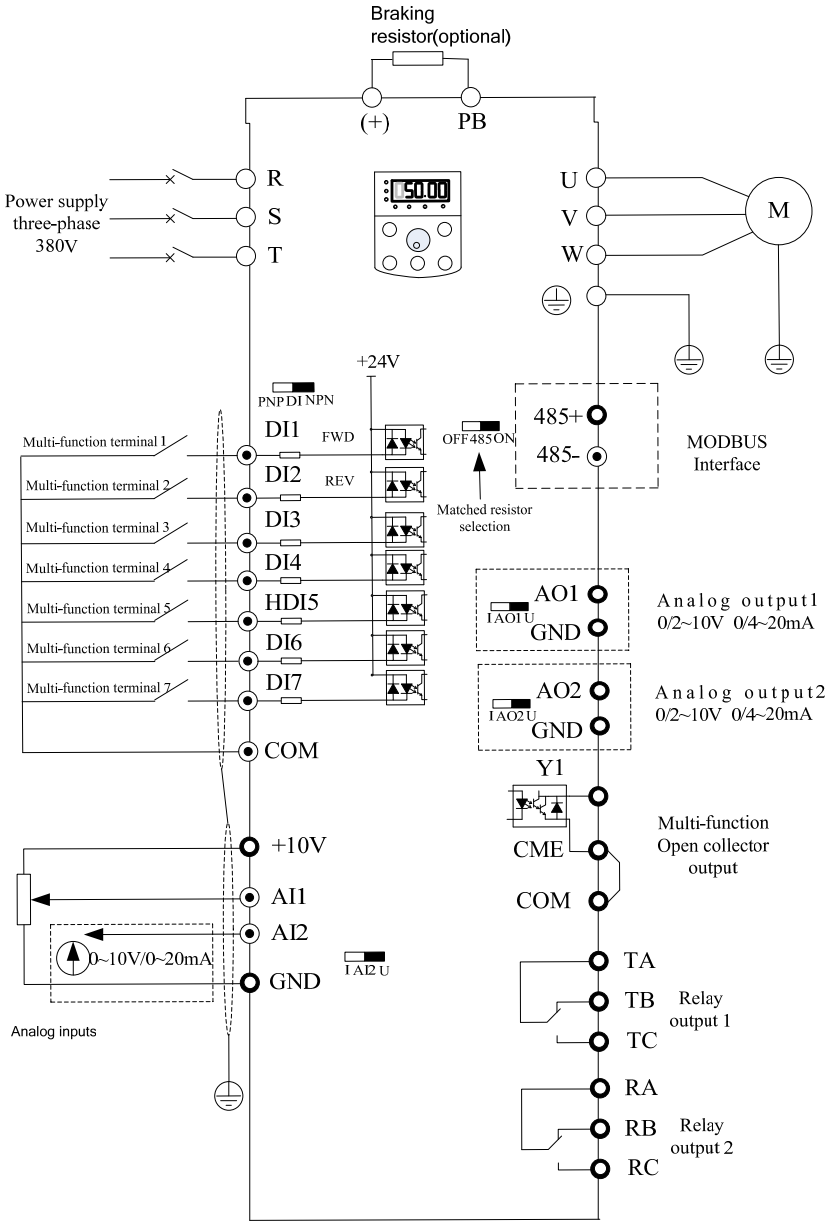 Braking
resistor(optional)
(+)
PB
R
S
T
Power supply
three-phase
380V
50.00
U
V
W
M
+24V
PNP DI NPN
Multi-function terminal 1
DI1
FWD
Multi-function terminal 2
DI2
REV
Multi-function terminal 3
DI3
Multi-function terminal 4
DI4
Multi-function terminal 5
HDI5
Multi-function terminal 6
DI6
Multi-function terminal 7
DI7
COM
OFF 485 ON
Matched resistor
selection
485+
485-
MODBUS
Interface
AO1
I AO1 U
GND
Analog output1
0/2~10V 0/4~20mA
AO2
I AO2 U
GND
Analog output2
0/2~10V 0/4~20mA
Y1
CME
COM
Multi-function
Open collector
output
+10V
AI1
AI2
0~10V/0~20mA
GND
I AI2 U
Analog inputs
TA
TB
TC
Relay
output 1
RA
RB
RC
Relay
output 2